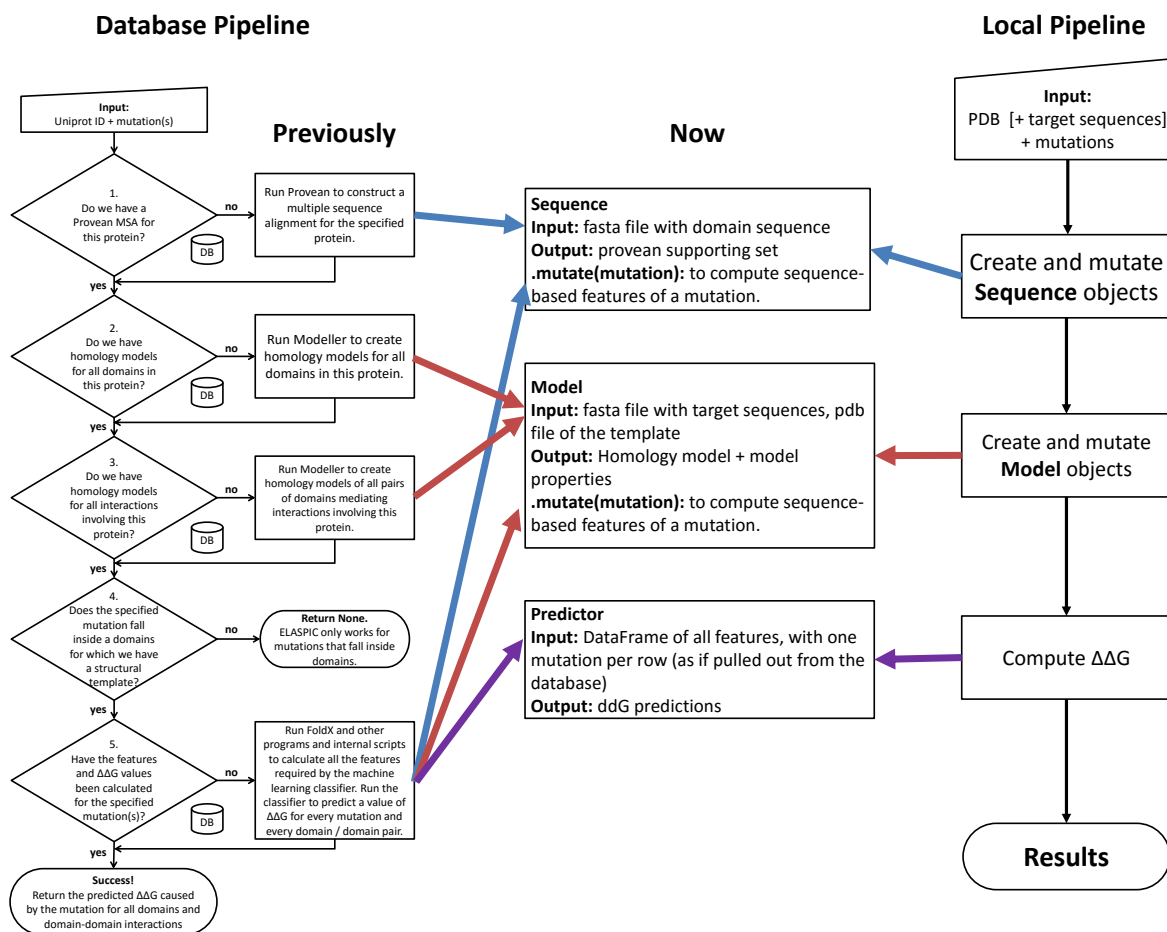 Database Pipeline
Local Pipeline
Previously
Now
Input:
Uniprot ID + mutation(s)
1.
Do we have a
Provean MSA for
this protein?
no
DB
yes
Run Provean to construct a
multiple sequence
alignment for the specified
protein.
2.
Do we have
homology models
for all domains in
this protein?
no
DB
yes
Run Modeller to create
homology models for all
domains in this protein.
3.
Do we have
homology models
for all interactions
involving this
protein?
no
DB
yes
Run Modeller to create
homology models of all
pairs of domains mediating
interactions involving this
protein.
4.
Does the specified
mutation fall
inside a domains
for which we have
a structural
template?
no
yes
Return None.
ELASPIC only works for
mutations that fall inside
domains.
5.
Have the features
and ΔΔG values
been calculated
for the specified
mutation(s)?
no
DB
yes
Run FoldX and other
programs and internal scripts
to calculate all the features
required by the machine
learning classifier. Run the
classifier to predict a value of
ΔΔG for every mutation and
every domain / domain pair.
Success!
Return the predicted ΔΔG caused
by the mutation for all domains and
domain-domain interactions
Sequence
Input: fasta file with domain sequence
Output: provean supporting set
.mutate(mutation): to compute sequence-
based features of a mutation.
Model
Input: fasta file with target sequences, pdb
file of the template
Output: Homology model + model
properties
.mutate(mutation): to compute sequence-
based features of a mutation.
Predictor
Input: DataFrame of all features, with one
mutation per row (as if pulled out from the
database)
Output: ddG predictions
Input:
PDB [+ target sequences]
+ mutations
Create and mutate
Sequence objects
Create and mutate
Model objects
Compute ΔΔG
Results